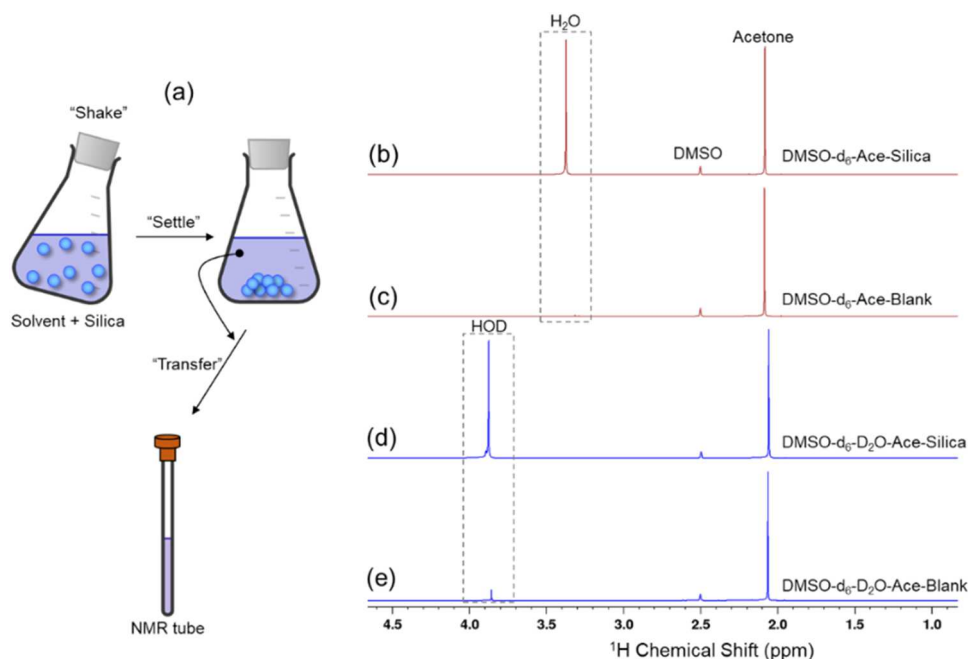 (a)
“Shake”
“Settle”
Solvent + Silica
“Transfer”
NMR tube
H₂O
Acetone
(b)
DMSO
DMSO-d₆-Ace-Silica
(c)
DMSO-d₆-Ace-Blank
HOD
(d)
DMSO-d₆-D₂O-Ace-Silica
(e)
DMSO-d₆-D₂O-Ace-Blank
4.5 4.0 3.5 3.0 2.5 2.0 1.5 1.0
¹H Chemical Shift (ppm)